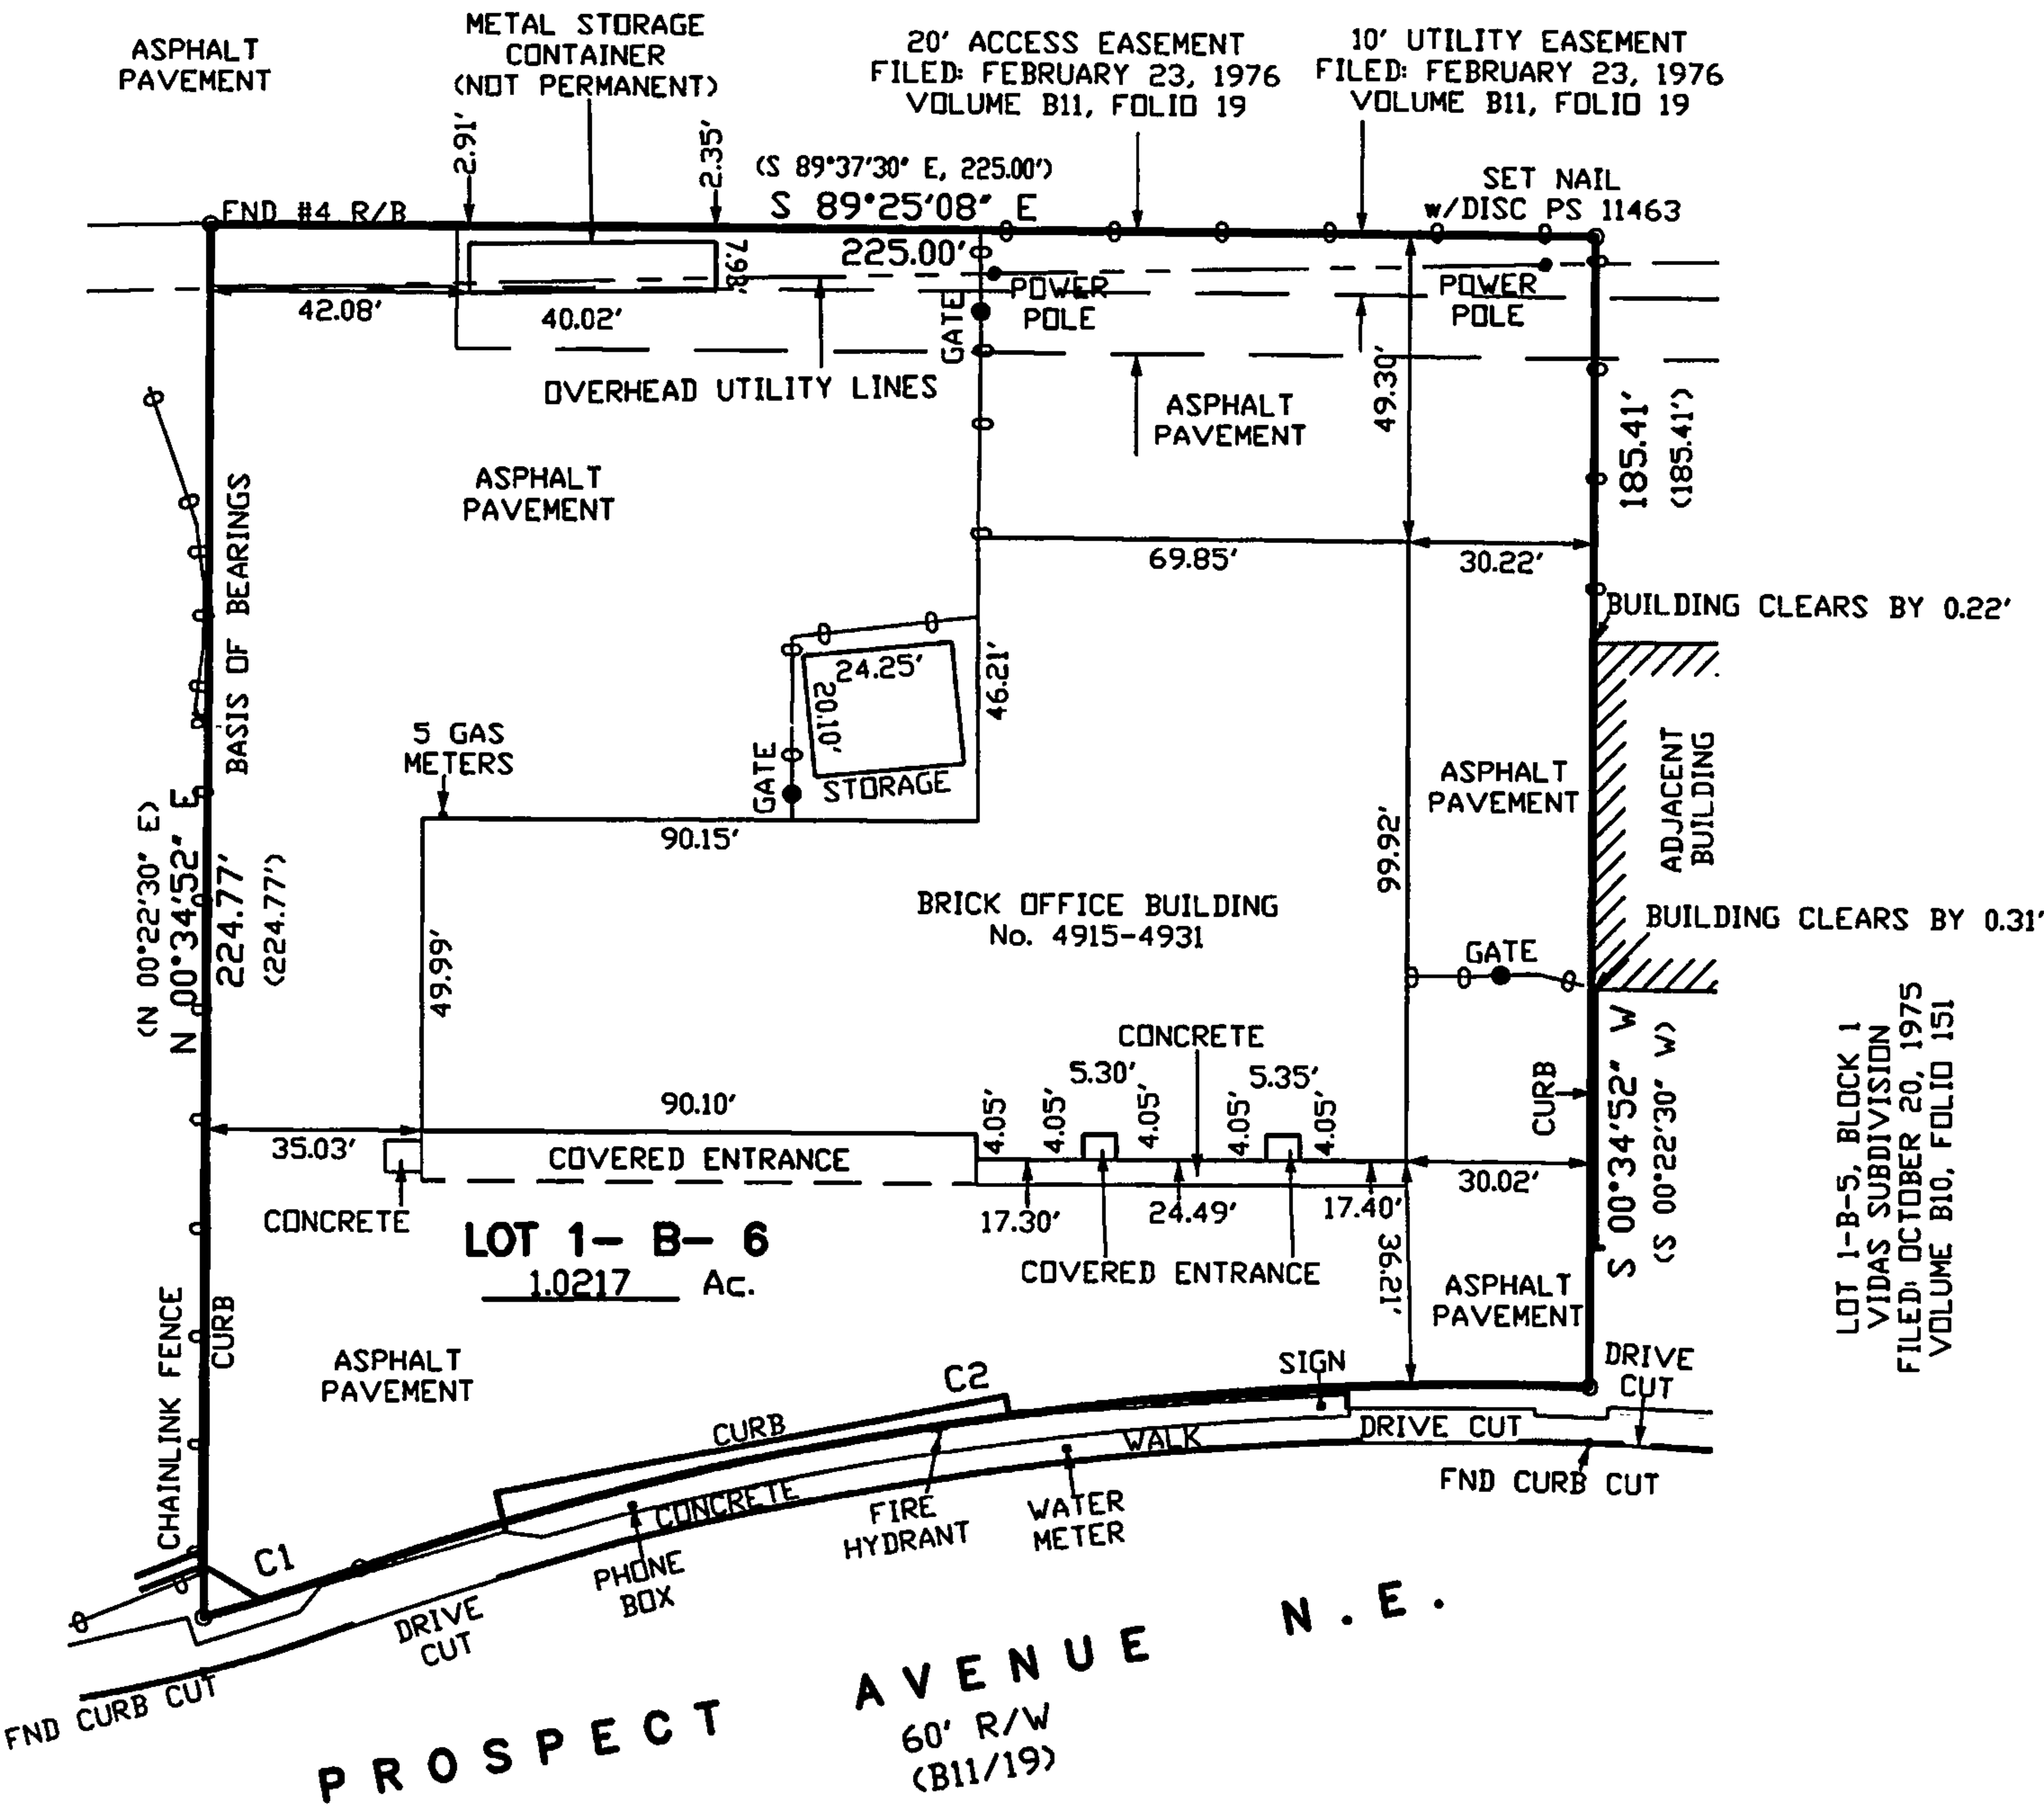 ASPHALT
PAVEMENT
METAL STORAGE
CONTAINER
(NOT PERMANENT)
20' ACCESS EASEMENT
FILED: FEBRUARY 23, 1976
VOLUME B11, FOLIO 19
10' UTILITY EASEMENT
FILED: FEBRUARY 23, 1976
VOLUME B11, FOLIO 19
2.91'
2.35'
(S 89°37'30" E, 225.00')
S 89°25'08" E
225.00'
SET NAIL
w/DISC PS 11463
FND #4 R/B
7.98'
42.08'
40.02'
GATE
POWER
POLE
POWER
POLE
OVERHEAD UTILITY LINES
49.30'
ASPHALT
PAVEMENT
185.41'
(185.41')
ASPHALT
PAVEMENT
BASIS OF BEARINGS
69.85'
30.22'
BUILDING CLEARS BY 0.22'
24.25'
20.10'
46.21'
STORAGE
GATE
5 GAS
METERS
90.15'
ASPHALT
PAVEMENT
ADJACENT
BUILDING
(N 00°22'30" E)
N 00°34'52" E
224.77'
(224.77')
99.92'
BRICK OFFICE BUILDING
No. 4915-4931
BUILDING CLEARS BY 0.31'
49.99'
GATE
CONCRETE
5.30'
5.35'
4.05'
4.05'
4.05'
4.05'
4.05'
90.10'
CURB
S 00°34'52" W
(S 00°22'30" W)
LOT 1-B-5, BLOCK 1
VIDAS SUBDIVISION
FILED: OCTOBER 20, 1975
VOLUME B10, FOLIO 151
35.03'
COVERED ENTRANCE
30.02'
CONCRETE
17.30'
24.49'
17.40'
LOT 1- B- 6
1.0217 Ac.
COVERED ENTRANCE
36.21'
ASPHALT
PAVEMENT
CHAINLINK FENCE
CURB
ASPHALT
PAVEMENT
C2
SIGN
DRIVE
CUT
CURB
WALK
DRIVE CUT
CONCRETE
FND CURB CUT
FIRE
HYDRANT
WATER
METER
C1
PHONE
BOX
DRIVE
CUT
FND CURB CUT
PROSPECT AVENUE N.E.
60' R/W
(B11/19)